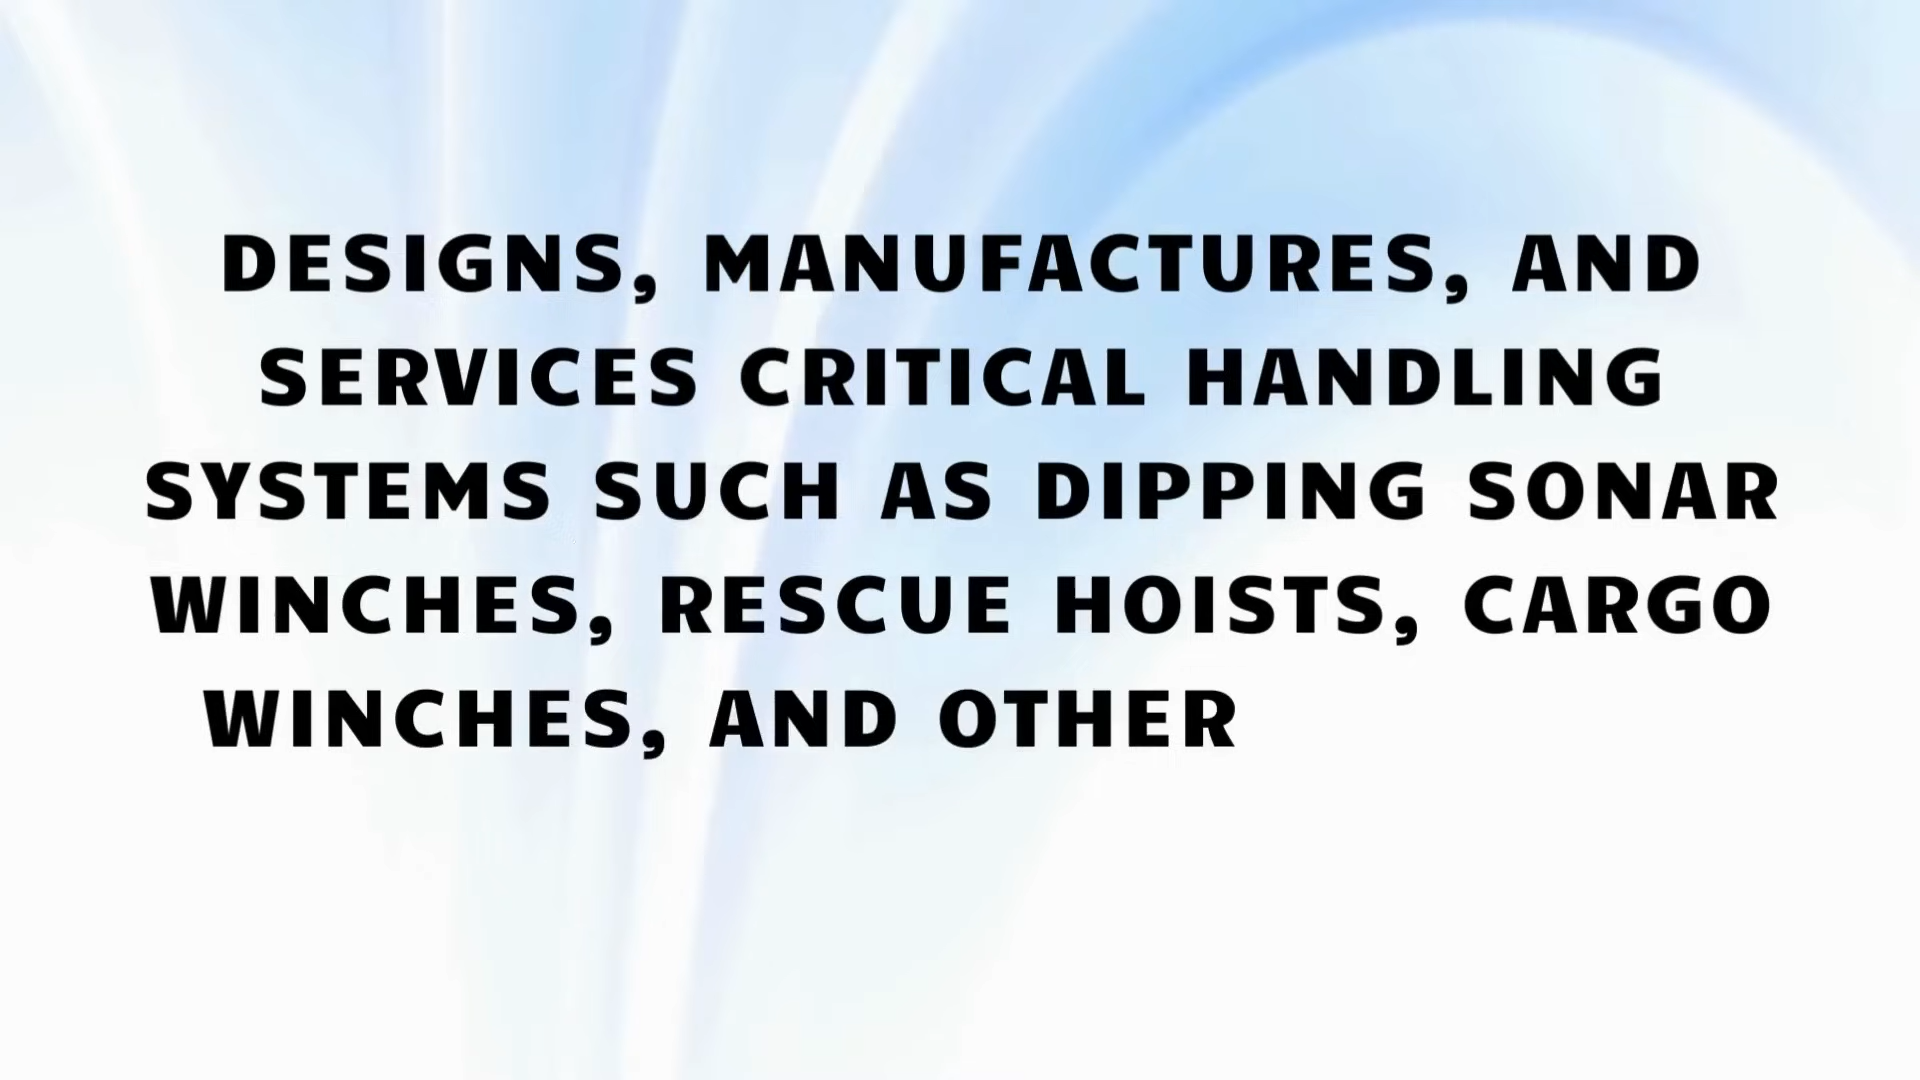 DESIGNS, MANUFACTURES, AND
SERVICES CRITICAL HANDLING
SYSTEMS SUCH AS DIPPING SONAR
WINCHES, RESCUE HOISTS, CARGO
WINCHES, AND OTHER